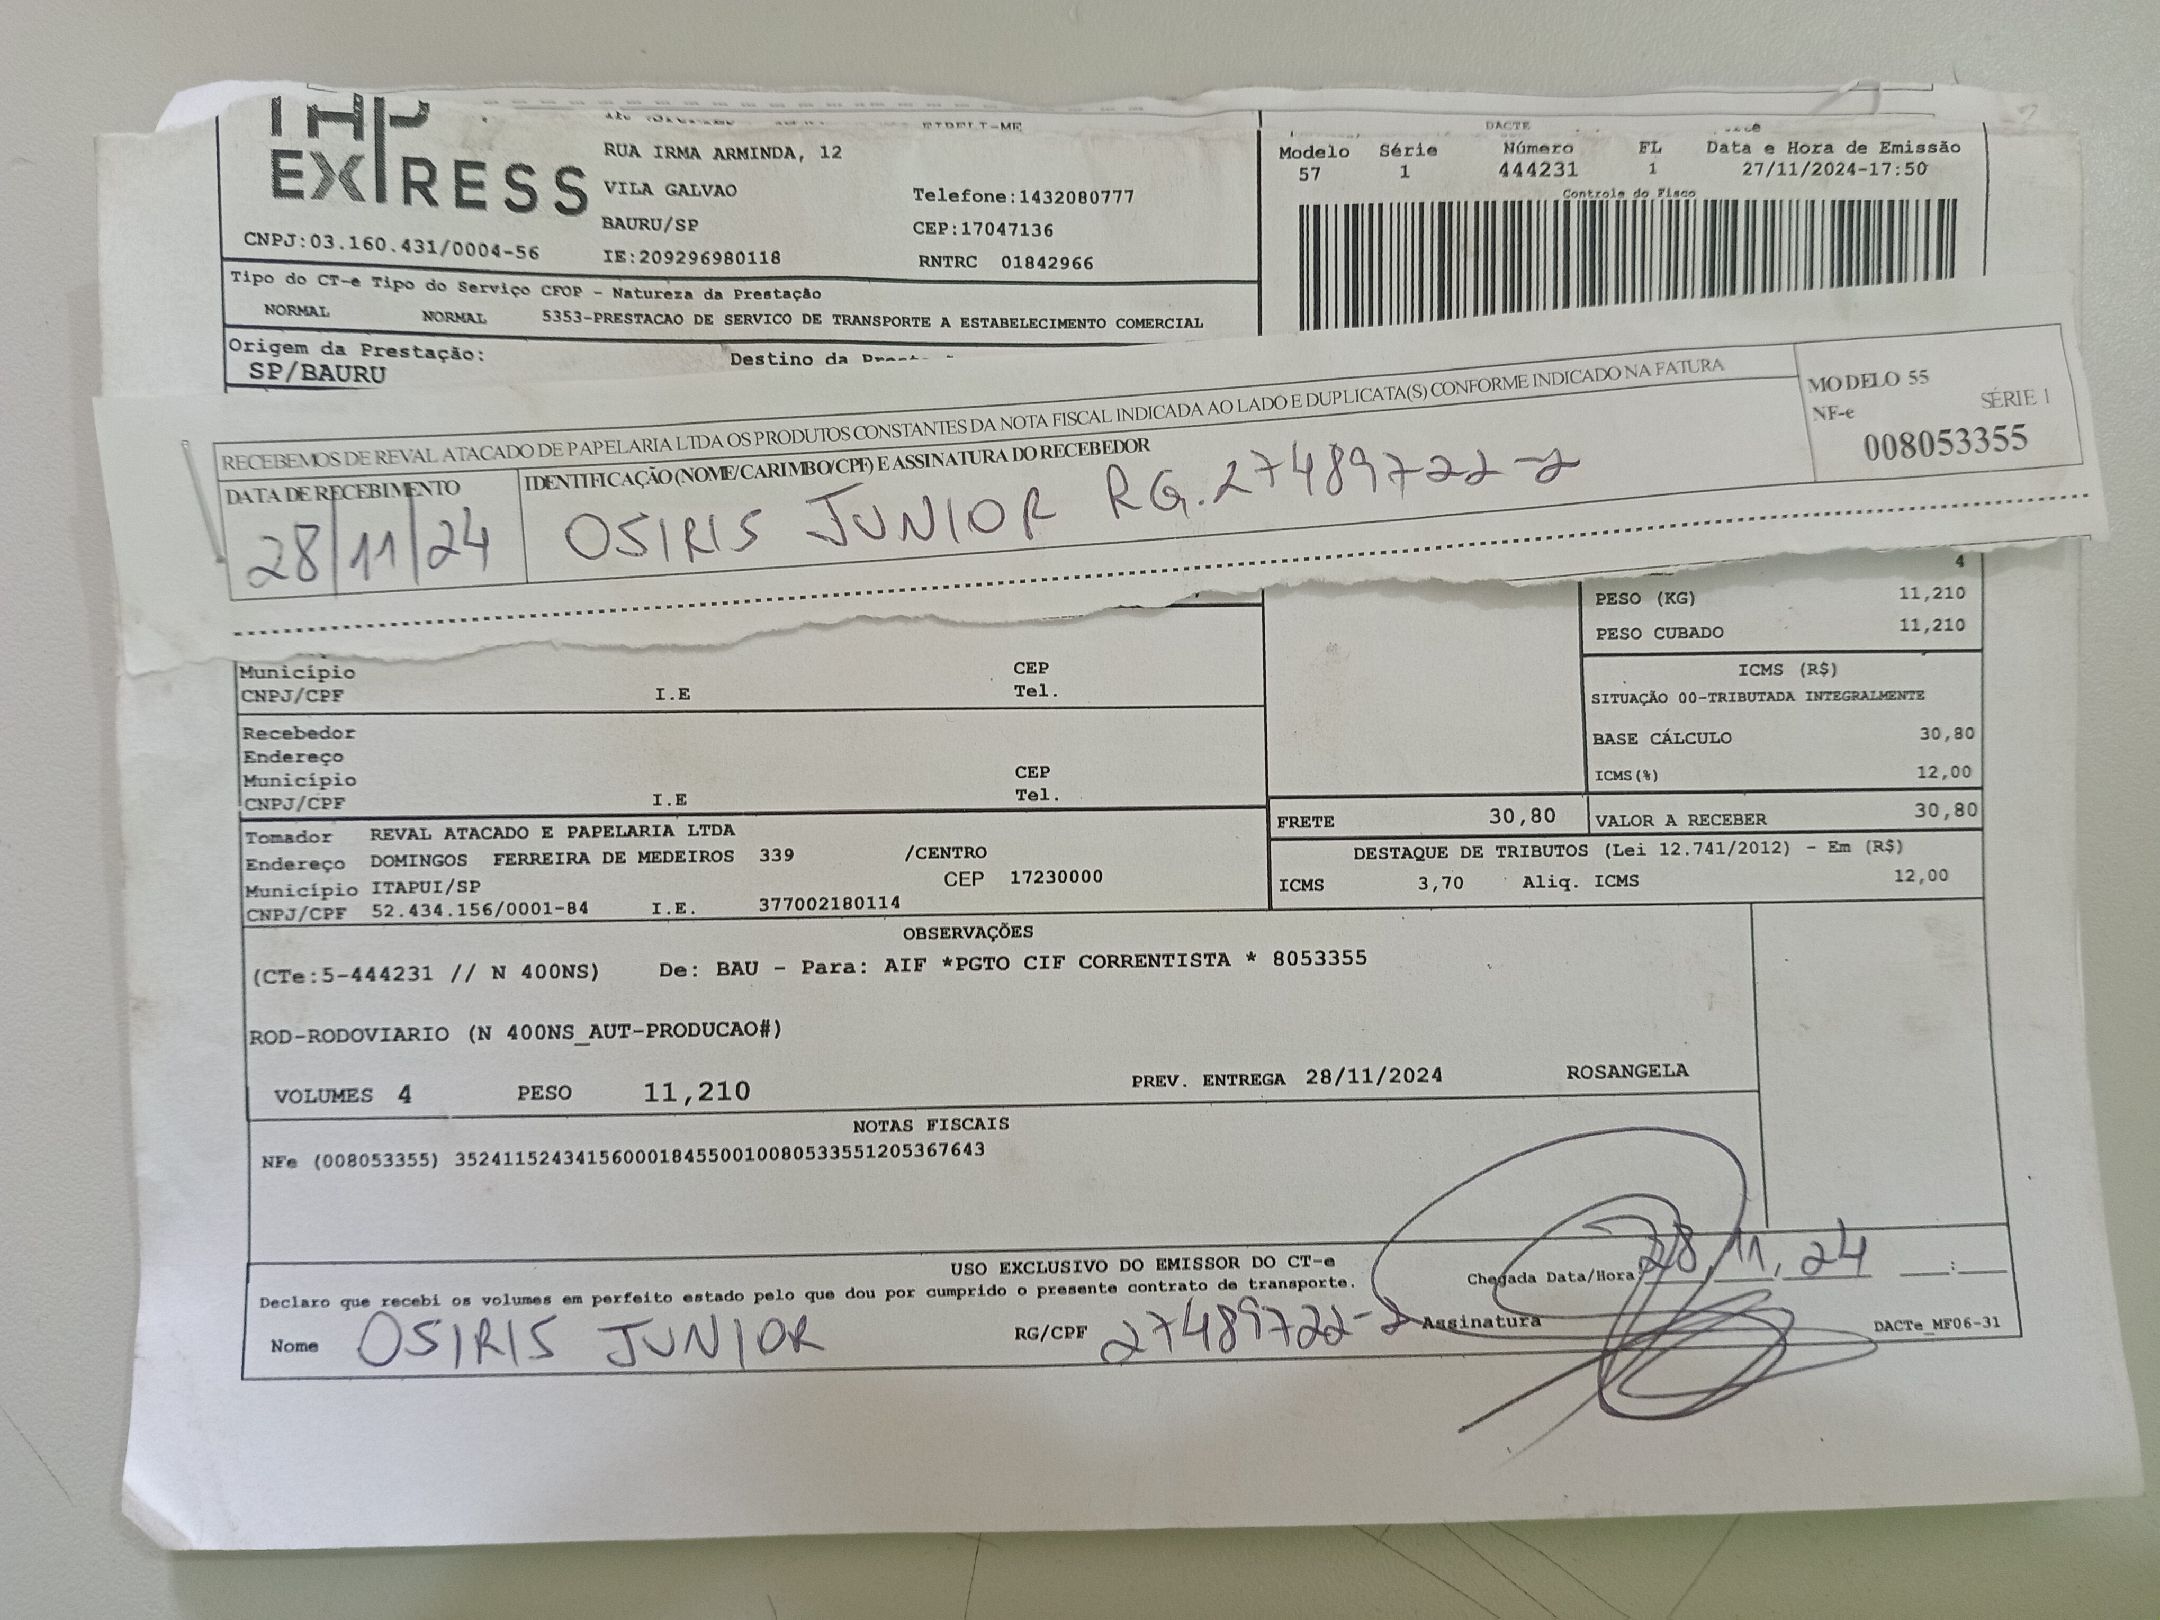 EXPRESS
CNPJ:03.160.431/0004-56
RUA IRMA ARMINDA, 12
VILA GALVAO
BAURU/SP
IE:209296980118
Telefone:1432080777
CEP:17047136
RNTRC 01842966
DACTE
Modelo Série Número FL Data e Hora de Emissão
57 1 444231 1 27/11/2024-17:50
Controle do Fisco
Tipo do CT-e Tipo do Serviço CFOP - Natureza da Prestação
NORMAL NORMAL 5353-PRESTACAO DE SERVICO DE TRANSPORTE A ESTABELECIMENTO COMERCIAL
Origem da Prestação: Destino da
SP/BAURU
RECEBEMOS DE REVAL ATACADO DE PAPELARIA LTDA OS PRODUTOS CONSTANTES DA NOTA FISCAL INDICADA AO LADO E DUPLICATA(S) CONFORME INDICADO NA FATURA
DATA DE RECEBIMENTO
28/11/24
IDENTIFICAÇÃO (NOME/CARIMBO/CPF) E ASSINATURA DO RECEBEDOR
OSIRIS JUNIOR RG.27489722-2
MODELO 55
NF-e SÉRIE 1
008053355
4
PESO (KG) 11,210
PESO CUBADO 11,210
Município CEP
CNPJ/CPF I.E Tel.
Recebedor
Endereço
Município CEP
CNPJ/CPF I.E Tel.
ICMS (R$)
SITUAÇÃO 00-TRIBUTADA INTEGRALMENTE
BASE CÁLCULO 30,80
ICMS(%) 12,00
FRETE 30,80 VALOR A RECEBER 30,80
Tomador REVAL ATACADO E PAPELARIA LTDA
Endereço DOMINGOS FERREIRA DE MEDEIROS 339 /CENTRO
Município ITAPUI/SP CEP 17230000
CNPJ/CPF 52.434.156/0001-84 I.E. 377002180114
DESTAQUE DE TRIBUTOS (Lei 12.741/2012) - Em (R$)
ICMS 3,70 Aliq. ICMS 12,00
OBSERVAÇÕES
(CTe:5-444231 // N 400NS) De: BAU - Para: AIF *PGTO CIF CORRENTISTA * 8053355
ROD-RODOVIARIO (N 400NS_AUT-PRODUCAO#)
VOLUMES 4 PESO 11,210 PREV. ENTREGA 28/11/2024 ROSANGELA
NOTAS FISCAIS
NFe (008053355) 35241152434156000184550010080533551205367643
USO EXCLUSIVO DO EMISSOR DO CT-e
Declaro que recebi os volumes em perfeito estado pelo que dou por cumprido o presente contrato de transporte.
Chegada Data/Hora 28, 11, 24 :
Nome OSIRIS JUNIOR RG/CPF 27489722-2 Assinatura
DACTe_MF06-31